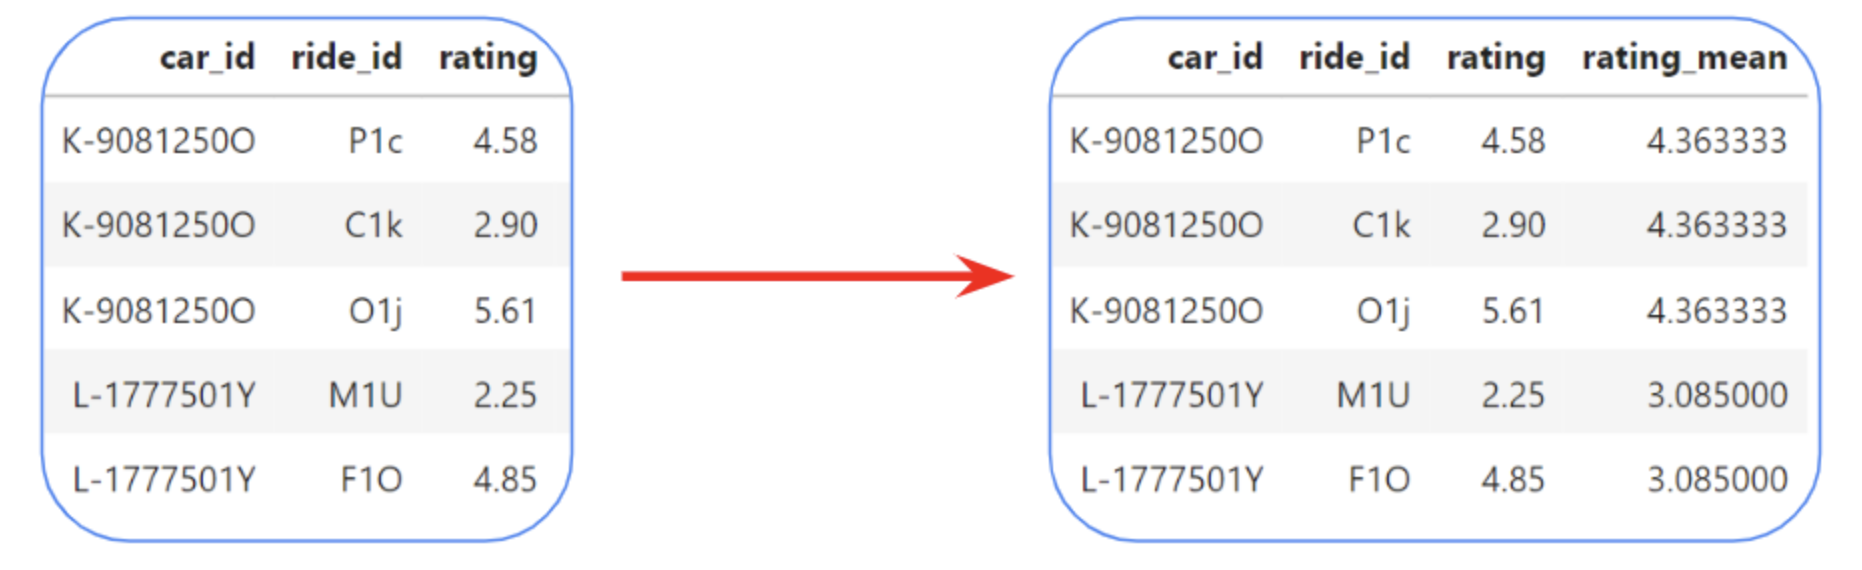 car_id ride_id rating
K-9081250O P1c 4.58
K-9081250O C1k 2.90
K-9081250O O1j 5.61
L-1777501Y M1U 2.25
L-1777501Y F1O 4.85
car_id ride_id rating rating_mean
K-9081250O P1c 4.58 4.363333
K-9081250O C1k 2.90 4.363333
K-9081250O O1j 5.61 4.363333
L-1777501Y M1U 2.25 3.085000
L-1777501Y F1O 4.85 3.085000